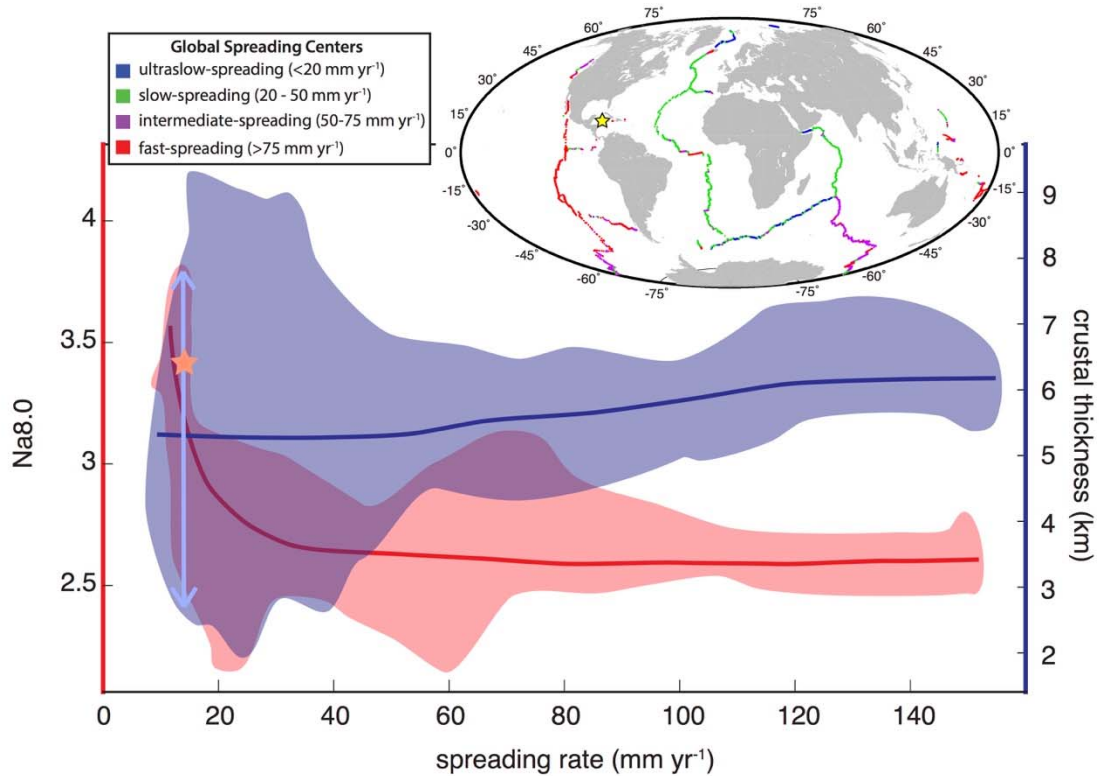 Global Spreading Centers
ultraslow-spreading (<20 mm yr⁻¹)
slow-spreading (20 - 50 mm yr⁻¹)
intermediate-spreading (50-75 mm yr⁻¹)
fast-spreading (>75 mm yr⁻¹)
75˚ 75˚
60˚ 60˚
45˚ 45˚
30˚ 30˚
15˚ 15˚
0˚ 0˚
-15˚ -15˚
-30˚ -30˚
-45˚ -45˚
-60˚ -60˚
-75˚ -75˚
Na8.0
4
3.5
3
2.5
crustal thickness (km)
9
8
7
6
5
4
3
2
0 20 40 60 80 100 120 140
spreading rate (mm yr⁻¹)